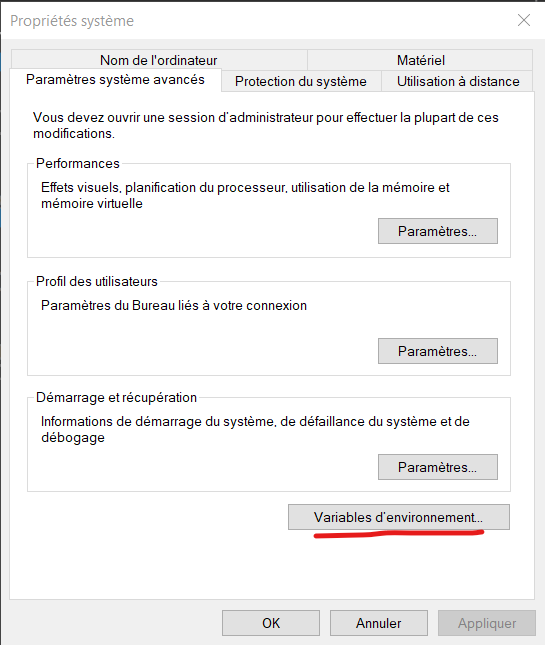 Propriétés système
Nom de l'ordinateur
Matériel
Paramètres système avancés
Protection du système
Utilisation à distance
Vous devez ouvrir une session d'administrateur pour effectuer la plupart de ces
modifications.
Performances
Effets visuels, planification du processeur, utilisation de la mémoire et
mémoire virtuelle
Paramètres...
Profil des utilisateurs
Paramètres du Bureau liés à votre connexion
Paramètres...
Démarrage et récupération
Informations de démarrage du système, de défaillance du système et de
débogage
Paramètres...
Variables d'environnement...
OK
Annuler
Appliquer